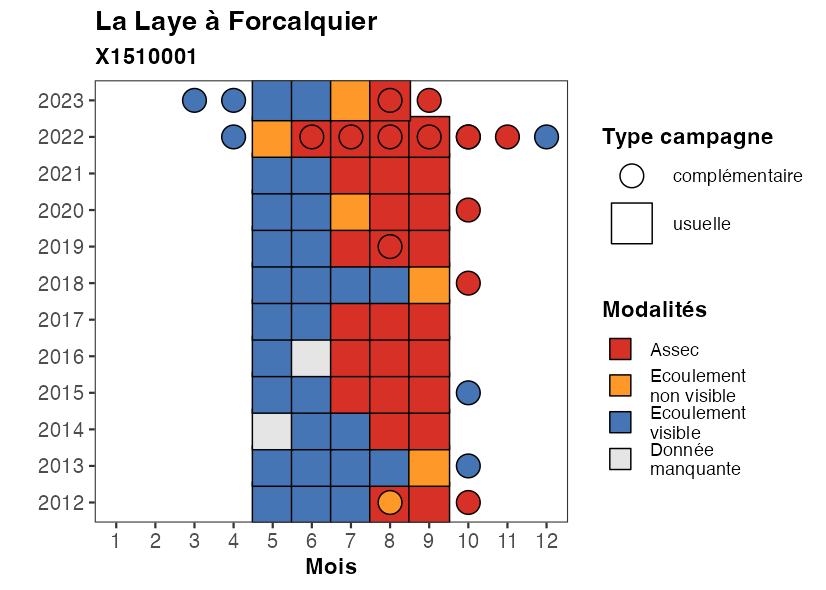 La Laye à Forcalquier
X1510001
2023
2022
2021
2020
2019
2018
2017
2016
2015
2014
2013
2012
1 2 3 4 5 6 7 8 9 10 11 12
Mois
Type campagne
complémentaire
usuelle
Modalités
Assec
Ecoulement
non visible
Ecoulement
visible
Donnée
manquante